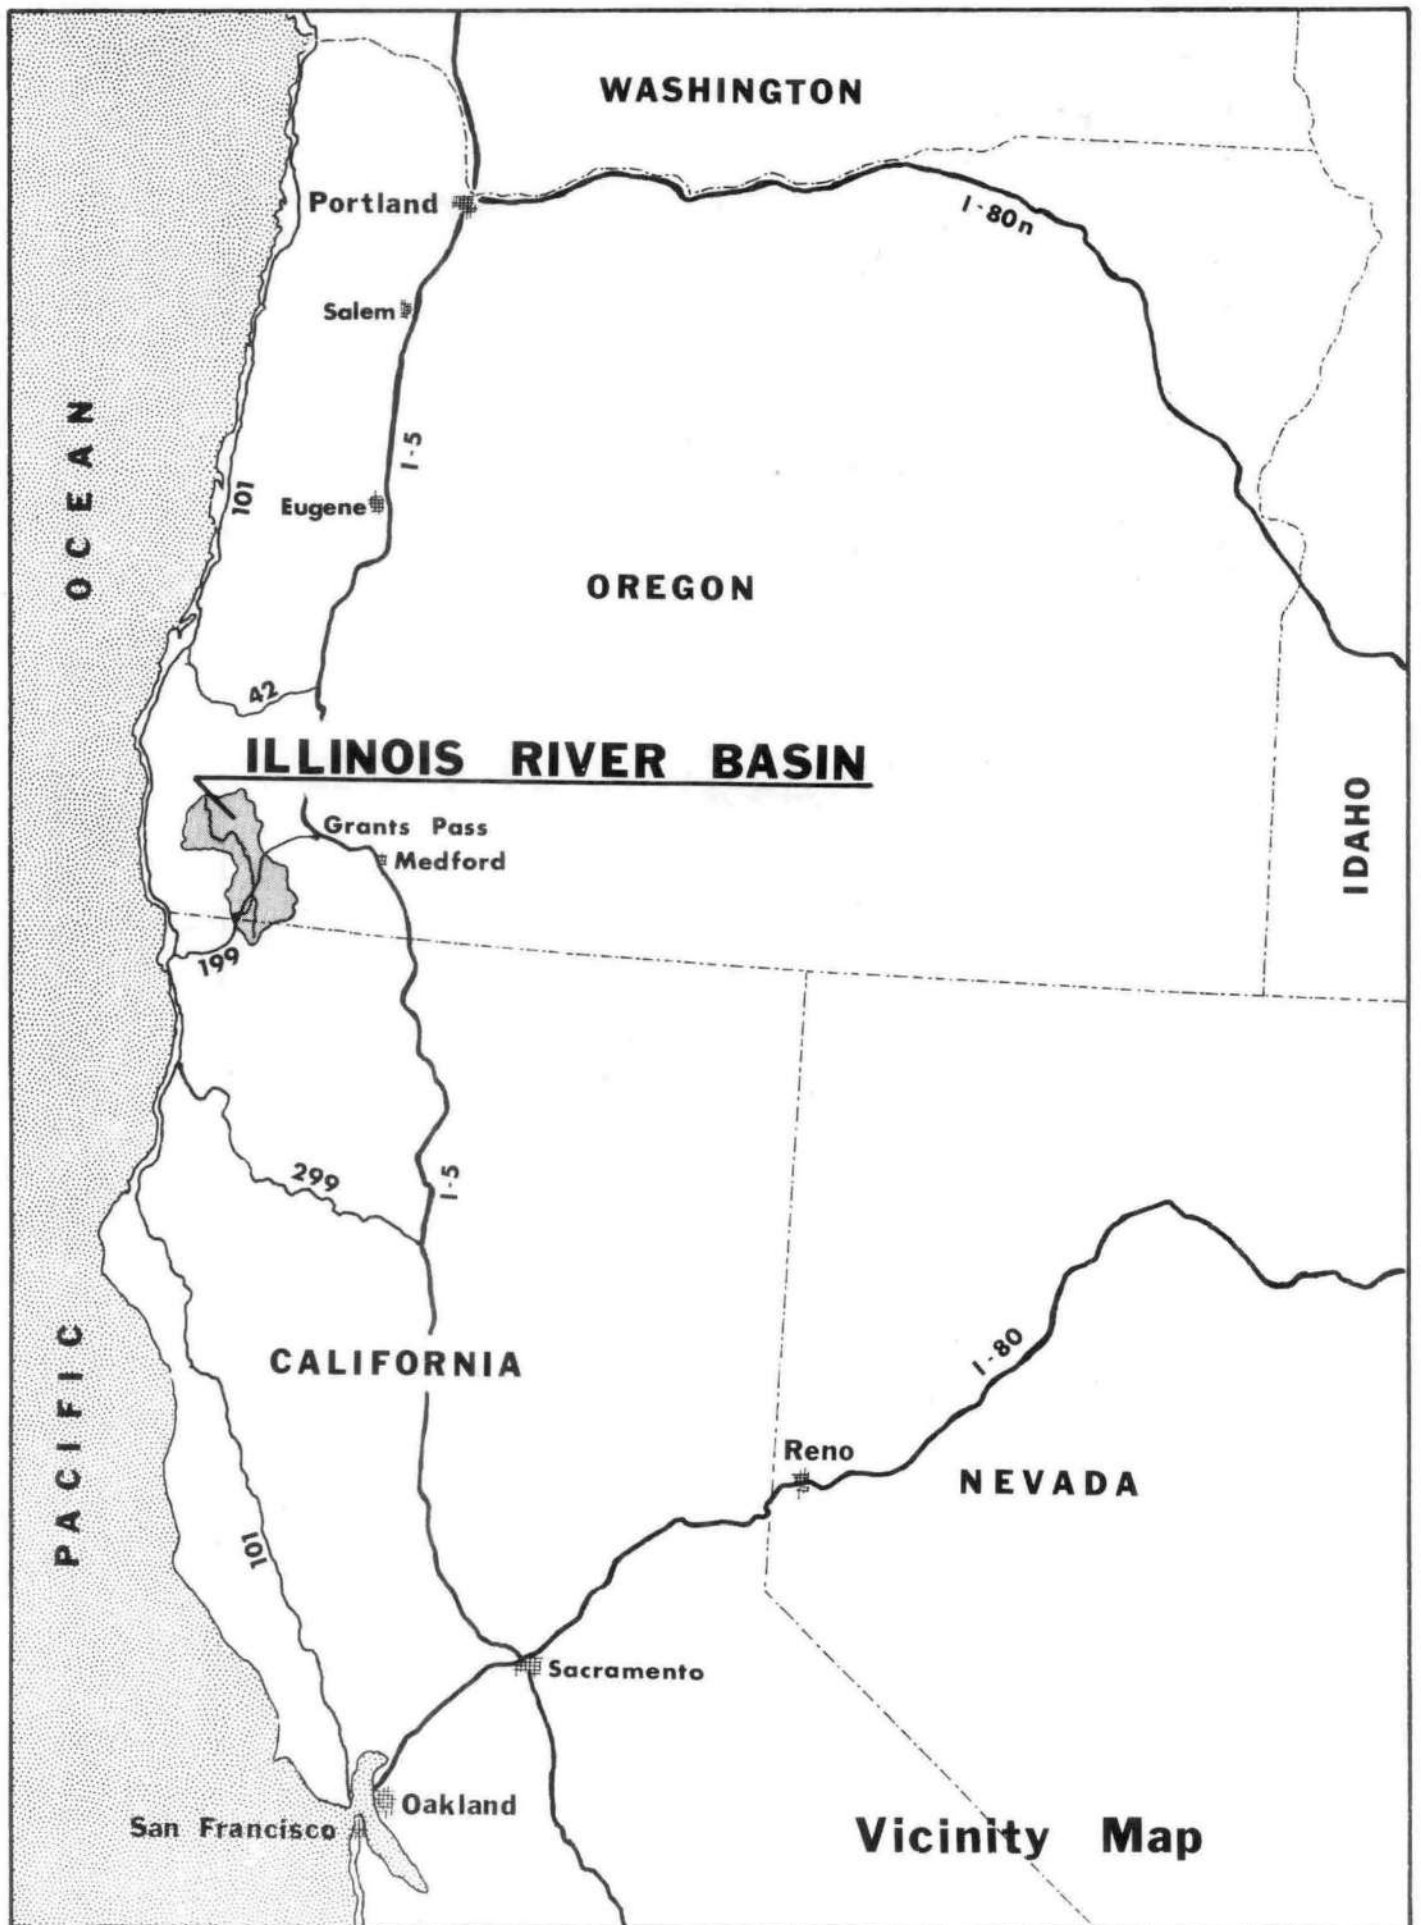 WASHINGTON
Portland
I-80n
Salem
I-5
101
Eugene
OCEAN
OREGON
42
ILLINOIS RIVER BASIN
Grants Pass
Medford
IDAHO
199
299
I-5
CALIFORNIA
I-80
PACIFIC
Reno
NEVADA
101
Sacramento
Oakland
San Francisco
Vicinity Map